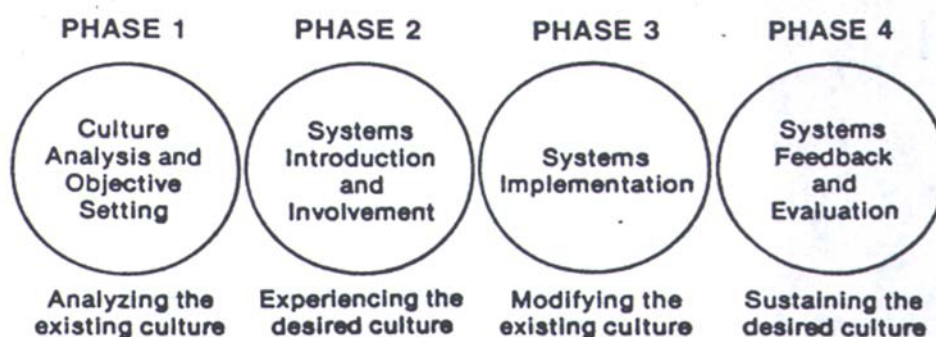 PHASE 1
PHASE 2
PHASE 3
PHASE 4
Culture
Analysis and
Objective
Setting
Systems
Introduction
and
Involvement
Systems
Implementation
Systems
Feedback
and
Evaluation
Analyzing the
existing culture
Experiencing the
desired culture
Modifying the
existing culture
Sustaining the
desired culture